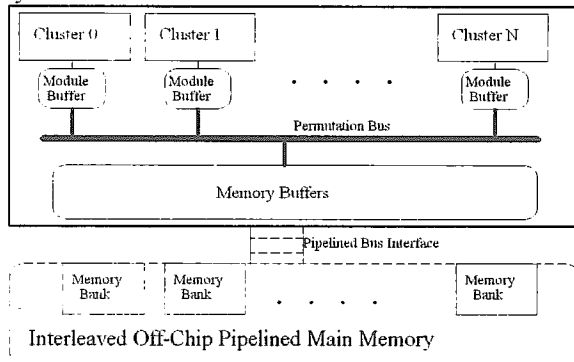 Cluster 0 Cluster 1 Cluster N
Module Module Module
Buffer Buffer Buffer
Permutation Bus
Memory Buffers
Pipelined Bus Interface
Memory Memory Memory
Bank Bank Bank
Interleaved Off-Chip Pipelined Main Memory